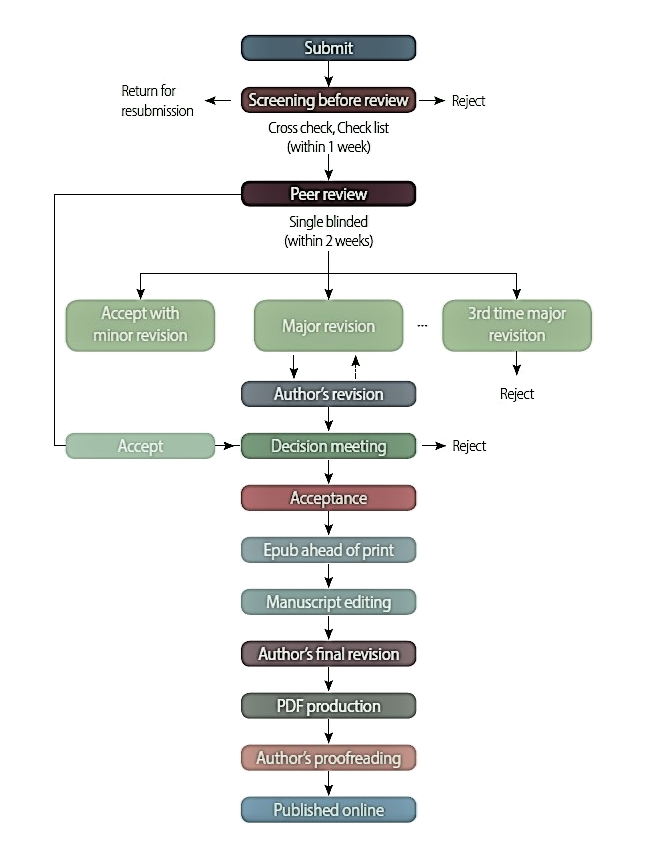 Submit
Return for
resubmission
Screening before review
Reject
Cross check, Check list
(within 1 week)
Peer review
Single blinded
(within 2 weeks)
Accept with
minor revision
Major revision
...
3rd time major
revisiton
Reject
Author's revision
Accept
Decision meeting
Reject
Acceptance
Epub ahead of print
Manuscript editing
Author's final revision
PDF production
Author's proofreading
Published online